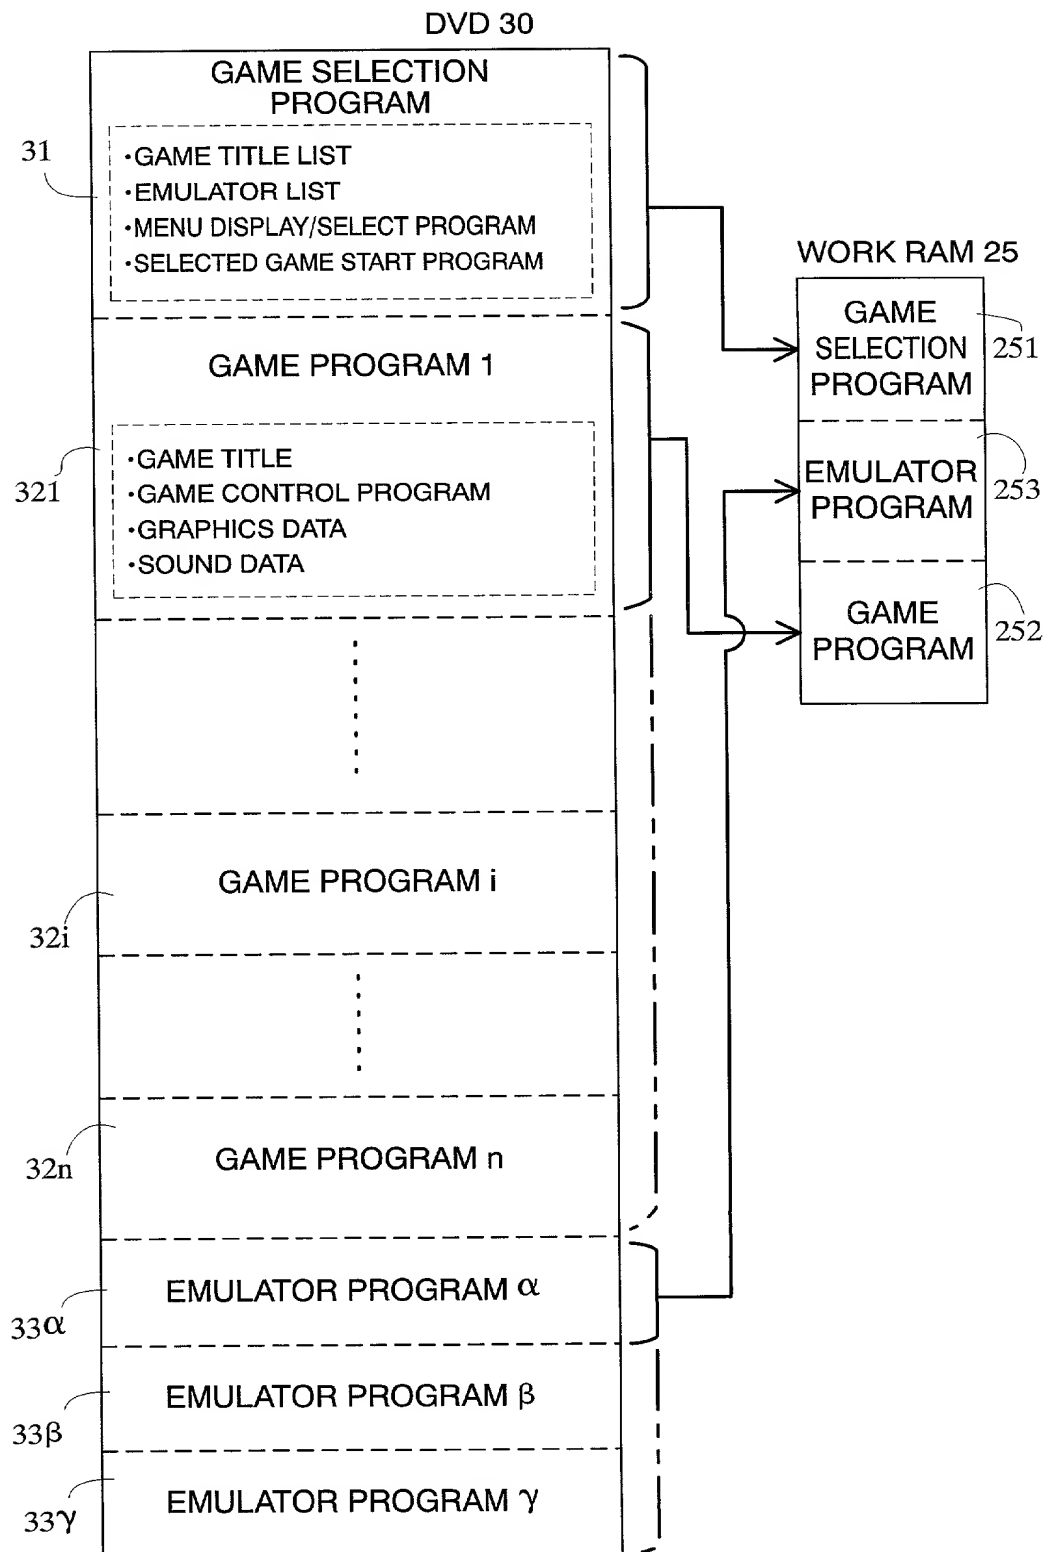 DVD 30
GAME SELECTION
PROGRAM
31
·GAME TITLE LIST
·EMULATOR LIST
·MENU DISPLAY/SELECT PROGRAM
·SELECTED GAME START PROGRAM
GAME PROGRAM 1
321
·GAME TITLE
·GAME CONTROL PROGRAM
·GRAPHICS DATA
·SOUND DATA
GAME PROGRAM i
32i
GAME PROGRAM n
32n
EMULATOR PROGRAM α
33α
EMULATOR PROGRAM β
33β
EMULATOR PROGRAM γ
33γ
WORK RAM 25
GAME
SELECTION
PROGRAM
251
EMULATOR
PROGRAM
253
GAME
PROGRAM
252